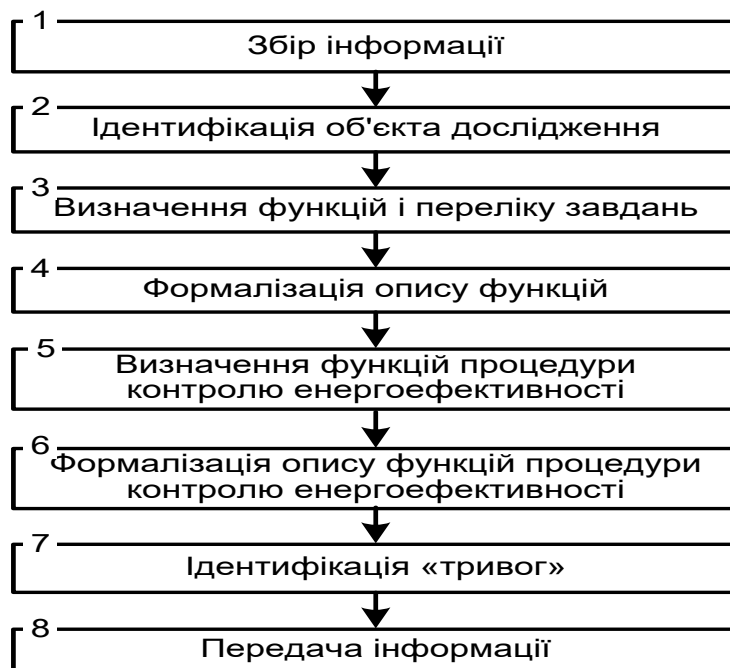 1
Збір інформації
2
Ідентифікація об'єкта дослідження
3
Визначення функцій і переліку завдань
4
Формалізація опису функцій
5
Визначення функцій процедури
контролю енергоефективності
6
Формалізація опису функцій процедури
контролю енергоефективності
7
Ідентифікація «тривог»
8
Передача інформації